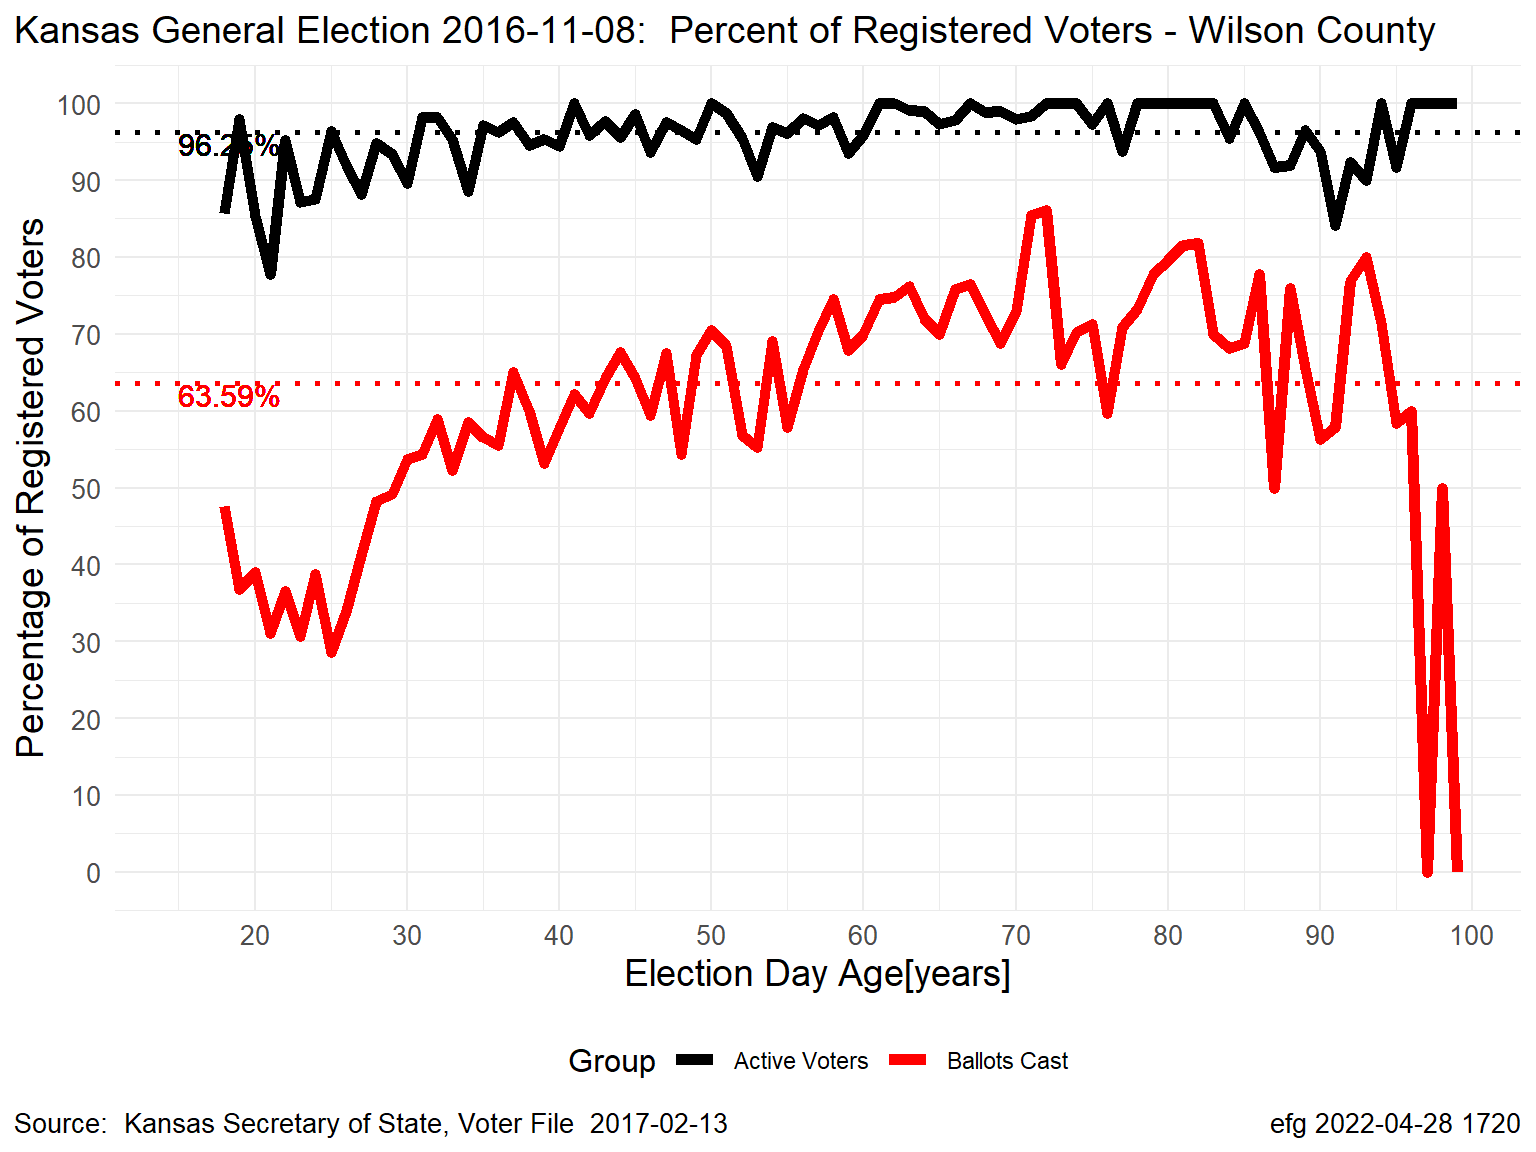 Kansas General Election 2016-11-08:  Percent of Registered Voters - Wilson County
Percentage of Registered Voters
100
90
80
70
60
50
40
30
20
10
0
96.25%
63.59%
20 30 40 50 60 70 80 90 100
Election Day Age[years]
Group Active Voters Ballots Cast
Source:  Kansas Secretary of State, Voter File  2017-02-13
efg 2022-04-28 1720